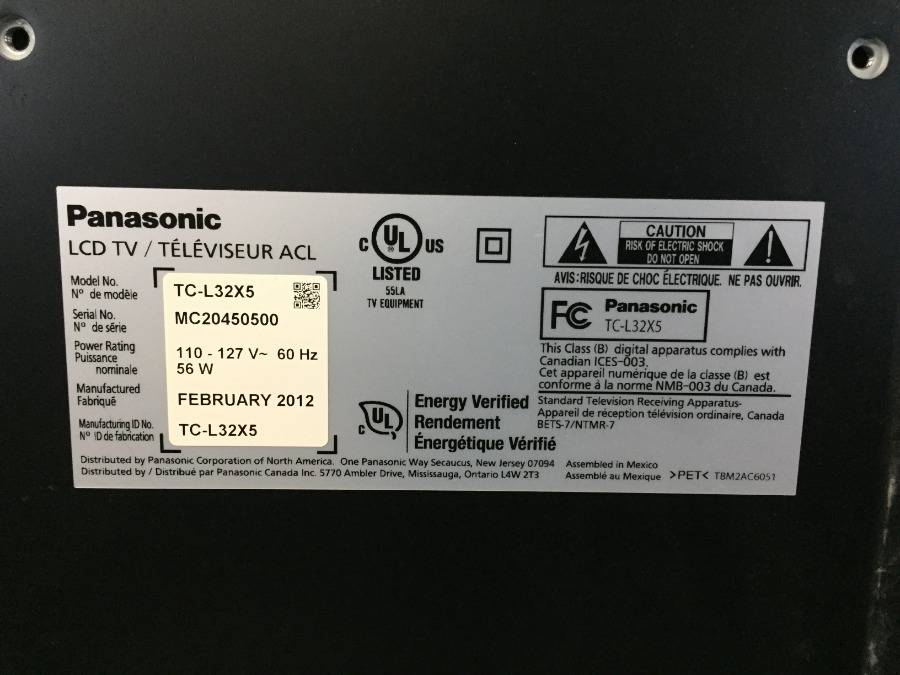 Panasonic
LCD TV / TÉLÉVISEUR ACL
Model No.
N° de modèle
TC-L32X5
Serial No.
N° de série
MC20450500
Power Rating
Puissance
nominale
110 - 127 V~ 60 Hz
56 W
Manufactured
Fabriqué
FEBRUARY 2012
Manufacturing ID No.
N° ID de fabrication
TC-L32X5
C UL ® US
LISTED
55LA
TV EQUIPMENT
CAUTION
RISK OF ELECTRIC SHOCK
DO NOT OPEN
AVIS:RISQUE DE CHOC ÉLECTRIQUE. NE PAS OUVRIR.
FC Panasonic
TC-L32X5
This Class (B) digital apparatus complies with
Canadian ICES-003.
Cet appareil numérique de la classe (B) est
conforme à la norme NMB-003 du Canada.
Standard Television Receiving Apparatus-
Appareil de réception télévision ordinaire, Canada
BETS-7/NTMR-7
C UL
Energy Verified
Rendement
Énergétique Vérifié
Distributed by Panasonic Corporation of North America. One Panasonic Way Secaucus, New Jersey 07094
Distributed by / Distribué par Panasonic Canada Inc. 5770 Ambler Drive, Mississauga, Ontario L4W 2T3
Assembled in Mexico
Assemblé au Mexique >PET< TBM2AC6051